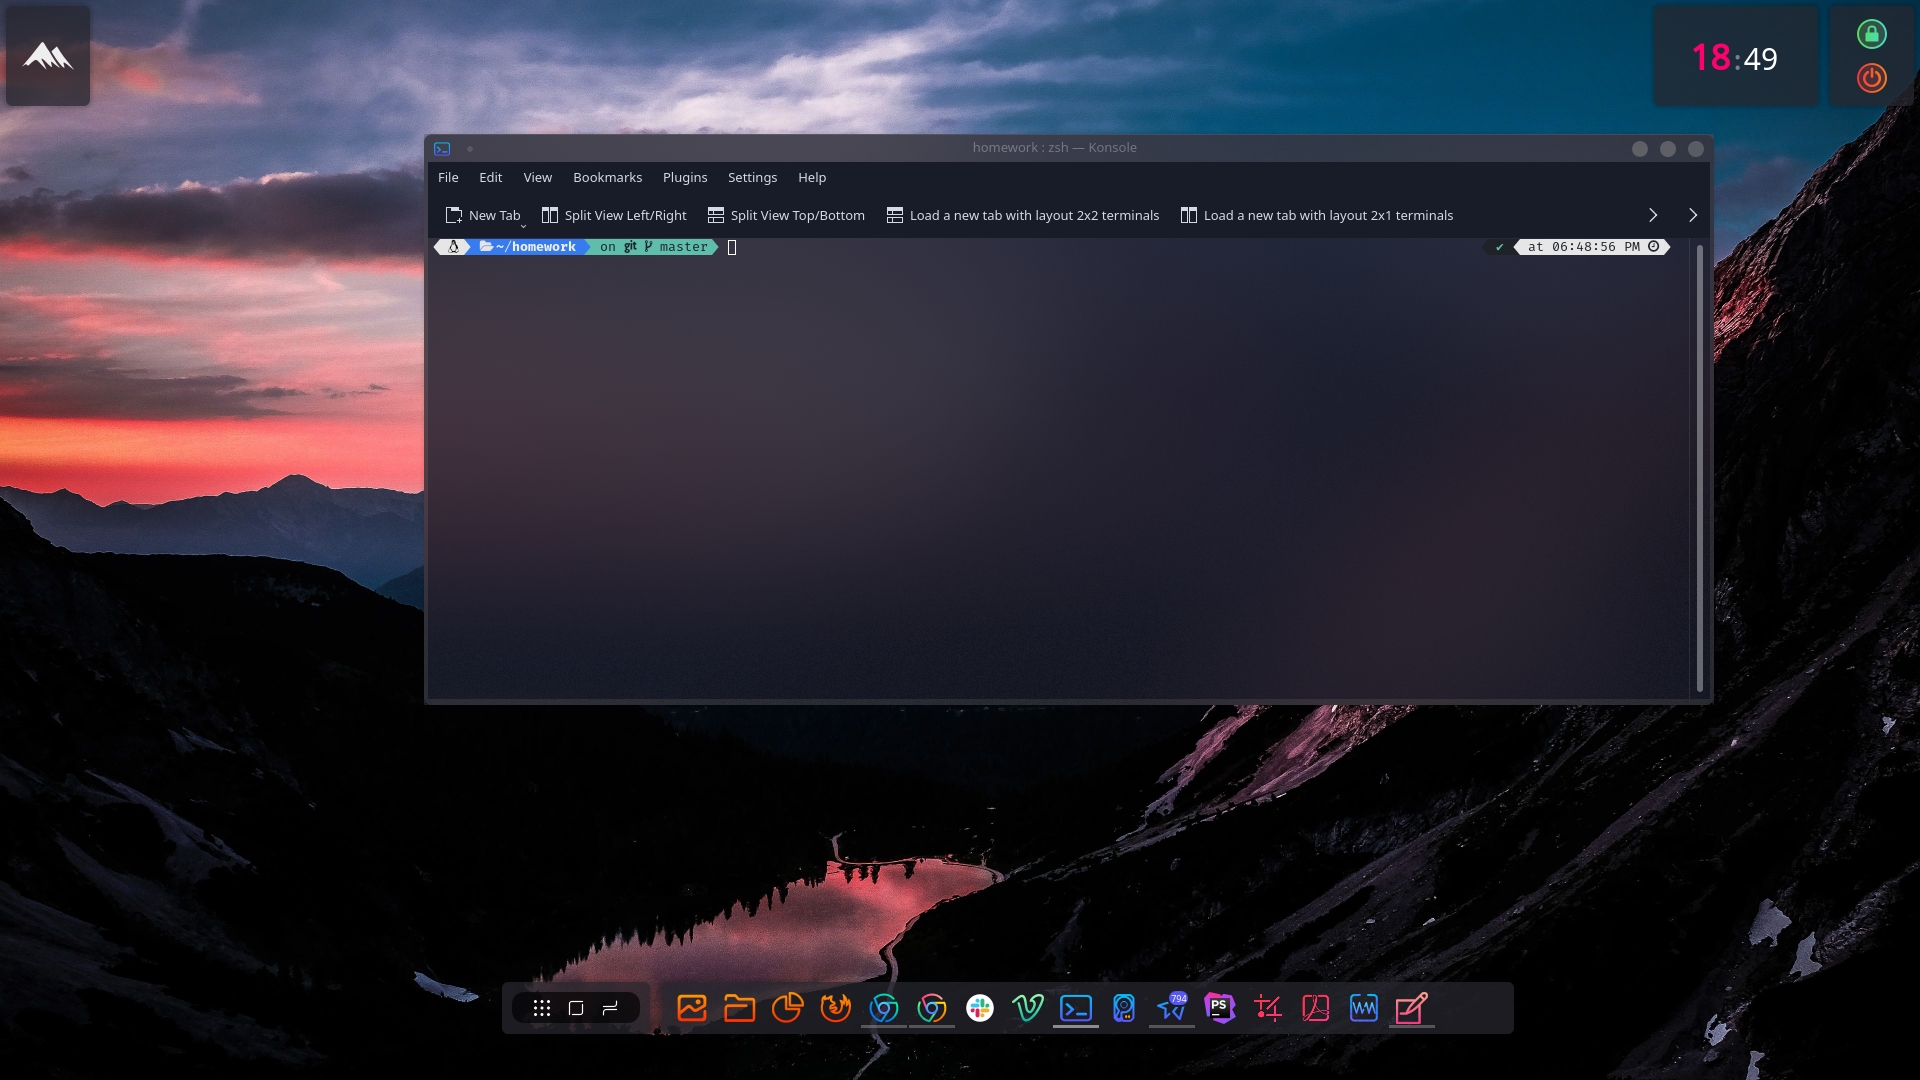 18:49
homework : zsh — Konsole
File Edit View Bookmarks Plugins Settings Help
New Tab Split View Left/Right Split View Top/Bottom Load a new tab with layout 2x2 terminals Load a new tab with layout 2x1 terminals
~/homework on git master ✔ at 06:48:56 PM
794
PS